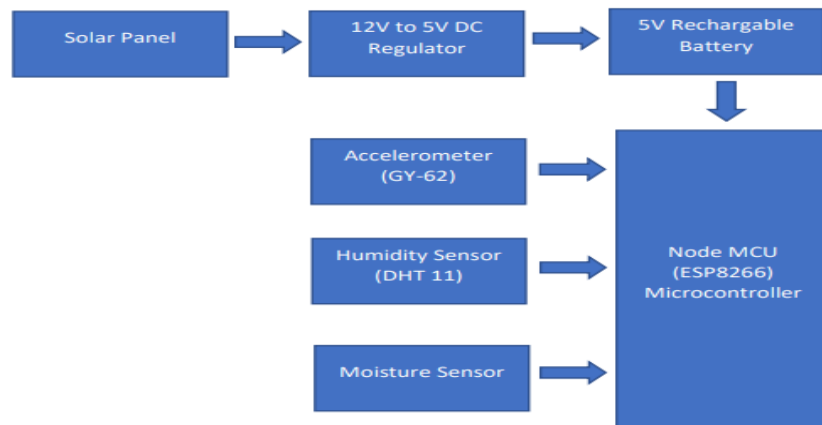 Solar Panel
12V to 5V DC
Regulator
5V Rechargable
Battery
Accelerometer
(GY-62)
Humidity Sensor
(DHT 11)
Moisture Sensor
Node MCU
(ESP8266)
Microcontroller